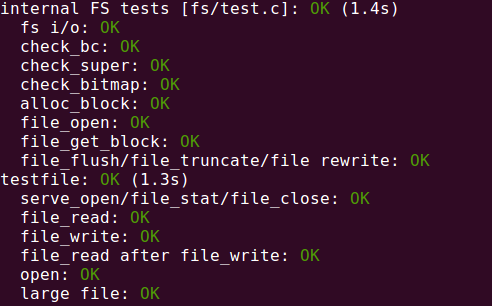 internal FS tests [fs/test.c]: OK (1.4s)
  fs i/o: OK
  check_bc: OK
  check_super: OK
  check_bitmap: OK
  alloc_block: OK
  file_open: OK
  file_get_block: OK
  file_flush/file_truncate/file rewrite: OK
testfile: OK (1.3s)
  serve_open/file_stat/file_close: OK
  file_read: OK
  file_write: OK
  file_read after file_write: OK
  open: OK
  large file: OK